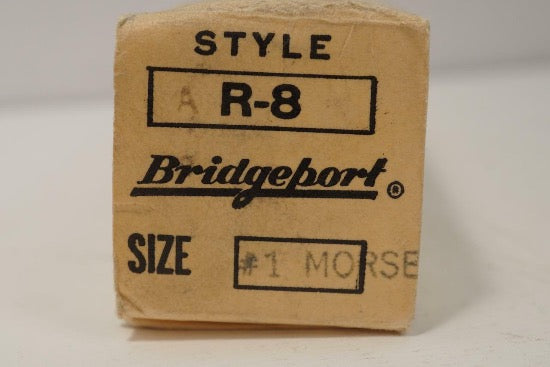 STYLE
A R-8
Bridgeport ®
SIZE #1 MORSE